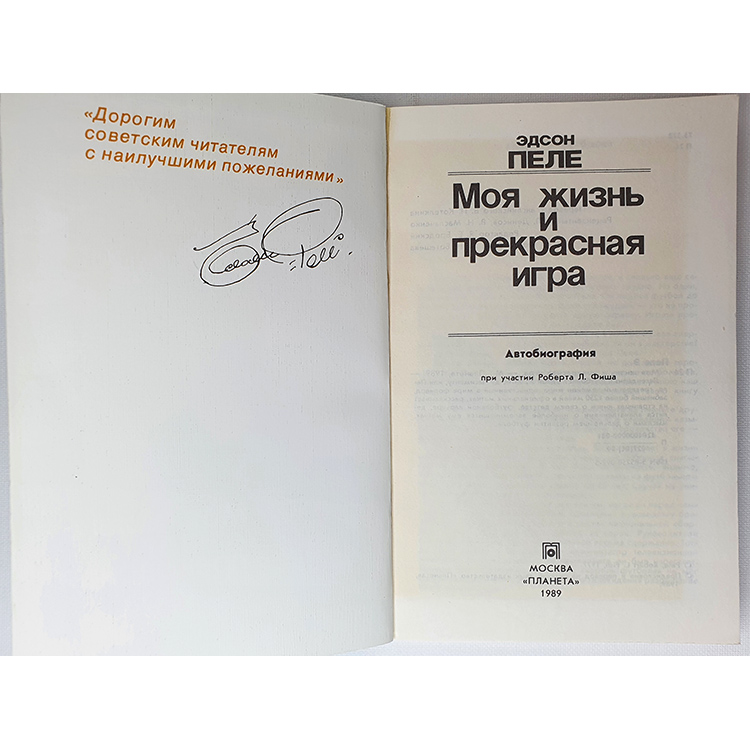 «Дорогим
советским читателям
с наилучшими пожеланиями»
=Пеле
ЭДСОН
ПЕЛЕ
Моя жизнь
и
прекрасная
игра
Автобиография
при участии Роберта Л. Фиша
МОСКВА
«ПЛАНЕТА»
1989